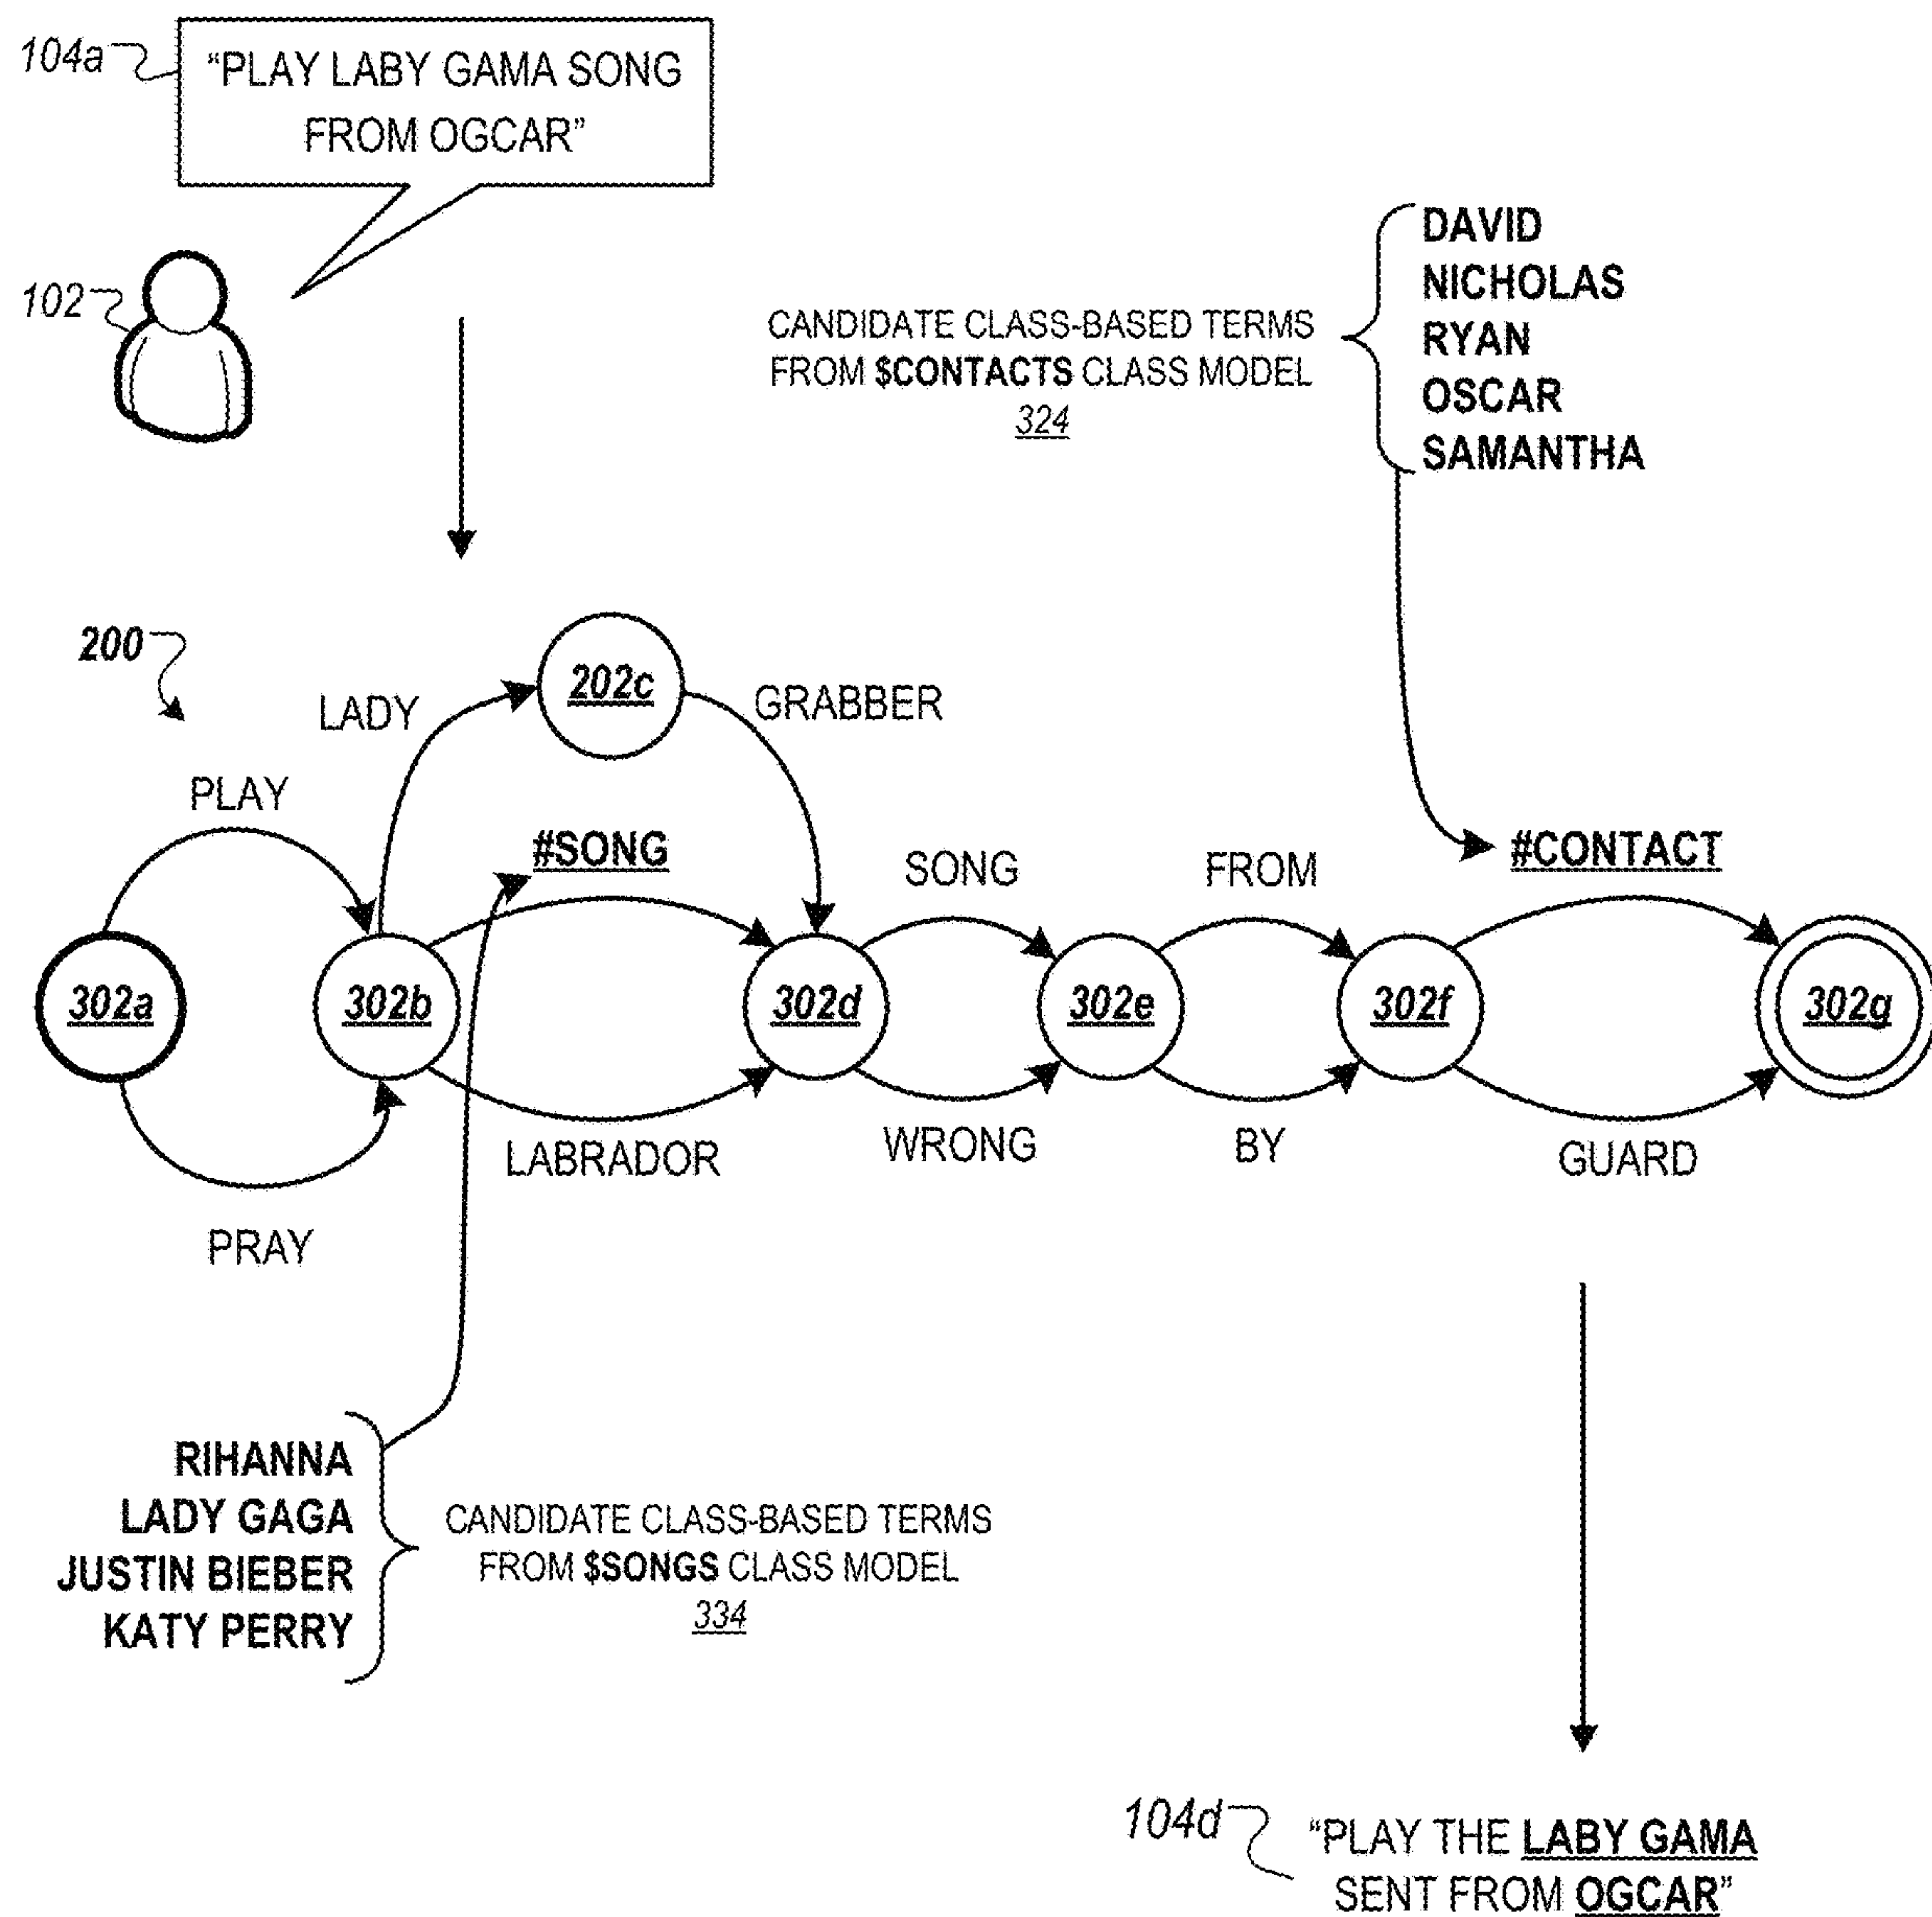 104a
“PLAY LABY GAMA SONG
FROM OGCAR”
102
CANDIDATE CLASS-BASED TERMS
FROM $CONTACTS CLASS MODEL
324
DAVID
NICHOLAS
RYAN
OSCAR
SAMANTHA
200
LADY
202c
GRABBER
PLAY
#SONG
SONG
FROM
#CONTACT
302a
302b
302d
302e
302f
302g
PRAY
LABRADOR
WRONG
BY
GUARD
RIHANNA
LADY GAGA
JUSTIN BIEBER
KATY PERRY
CANDIDATE CLASS-BASED TERMS
FROM $SONGS CLASS MODEL
334
104d
“PLAY THE LABY GAMA
SENT FROM OGCAR”